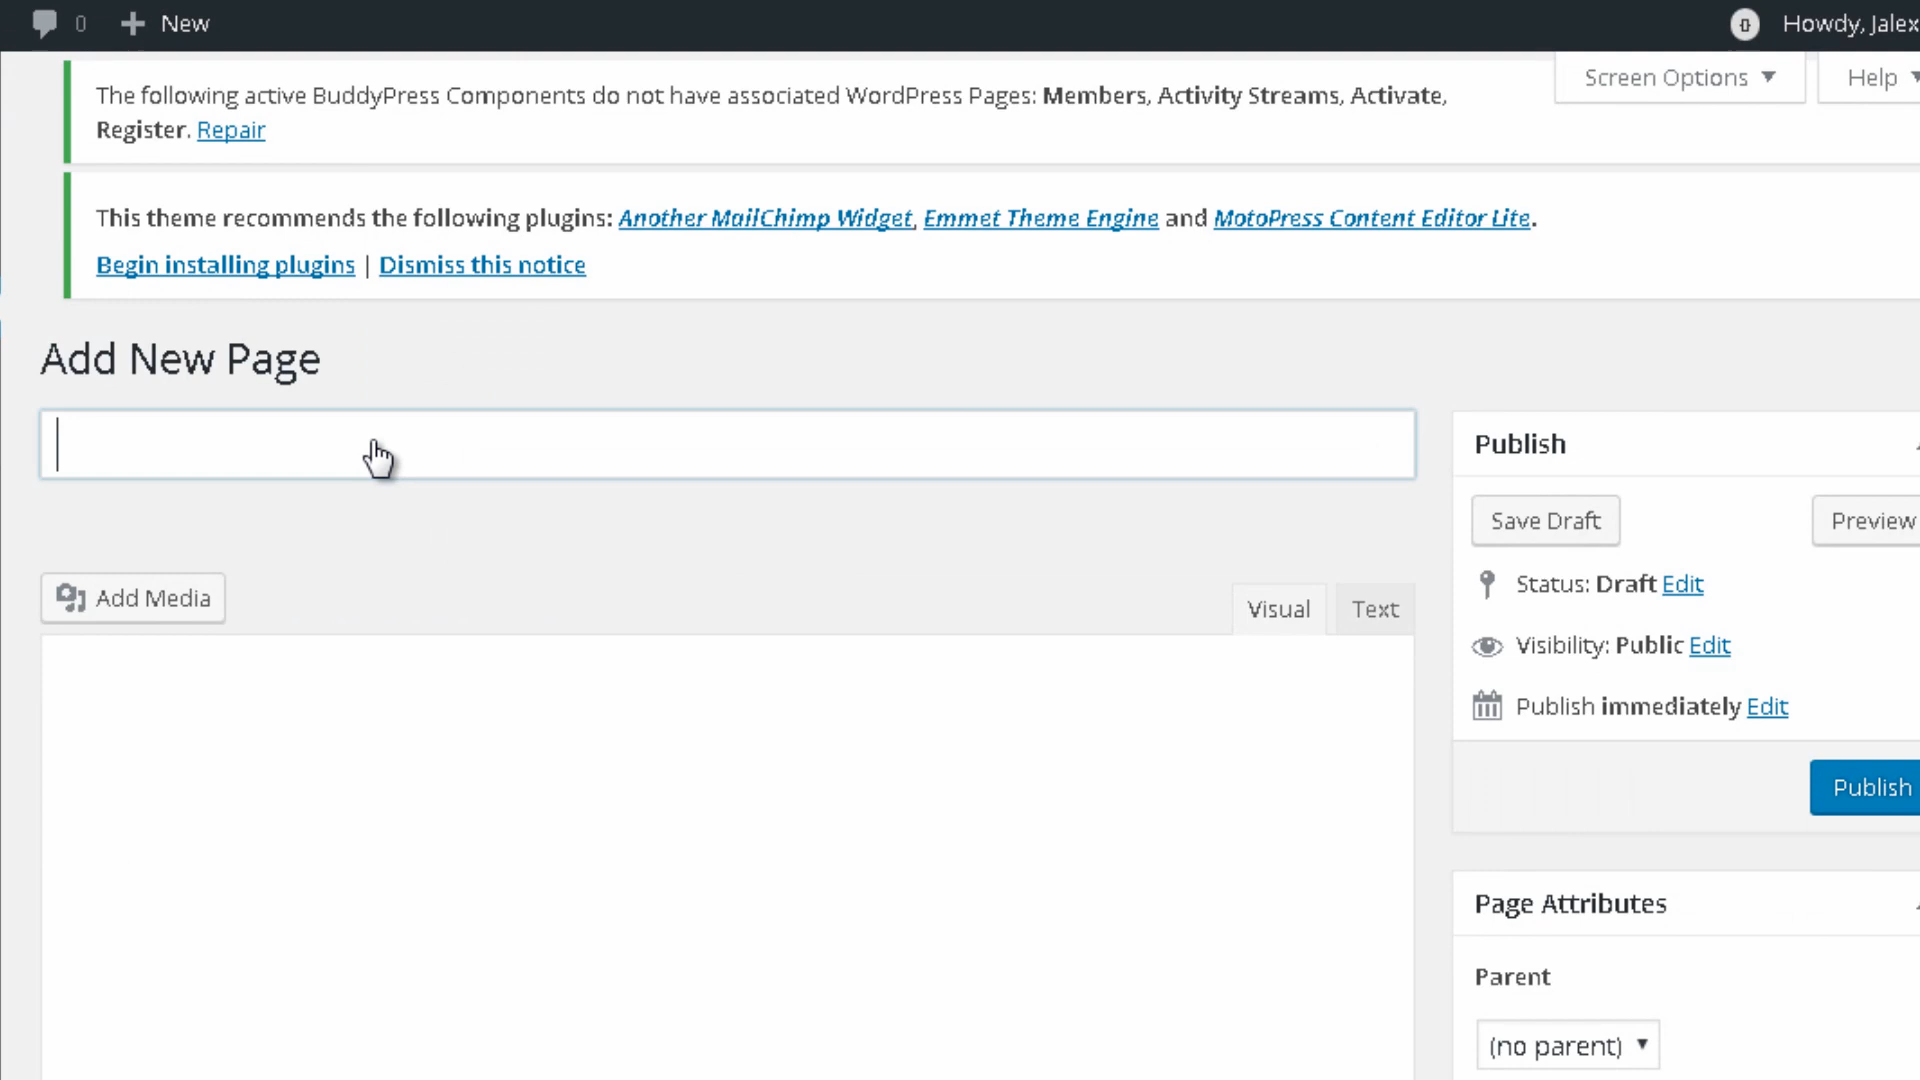 0 New
Howdy, Jalex
Screen Options
Help
The following active BuddyPress Components do not have associated WordPress Pages: Members, Activity Streams, Activate,
Register. Repair
This theme recommends the following plugins: Another MailChimp Widget, Emmet Theme Engine and MotoPress Content Editor Lite.
Begin installing plugins | Dismiss this notice
Add New Page
Add Media
Visual
Text
Publish
Save Draft
Preview
Status: Draft Edit
Visibility: Public Edit
Publish immediately Edit
Publish
Page Attributes
Parent
(no parent)